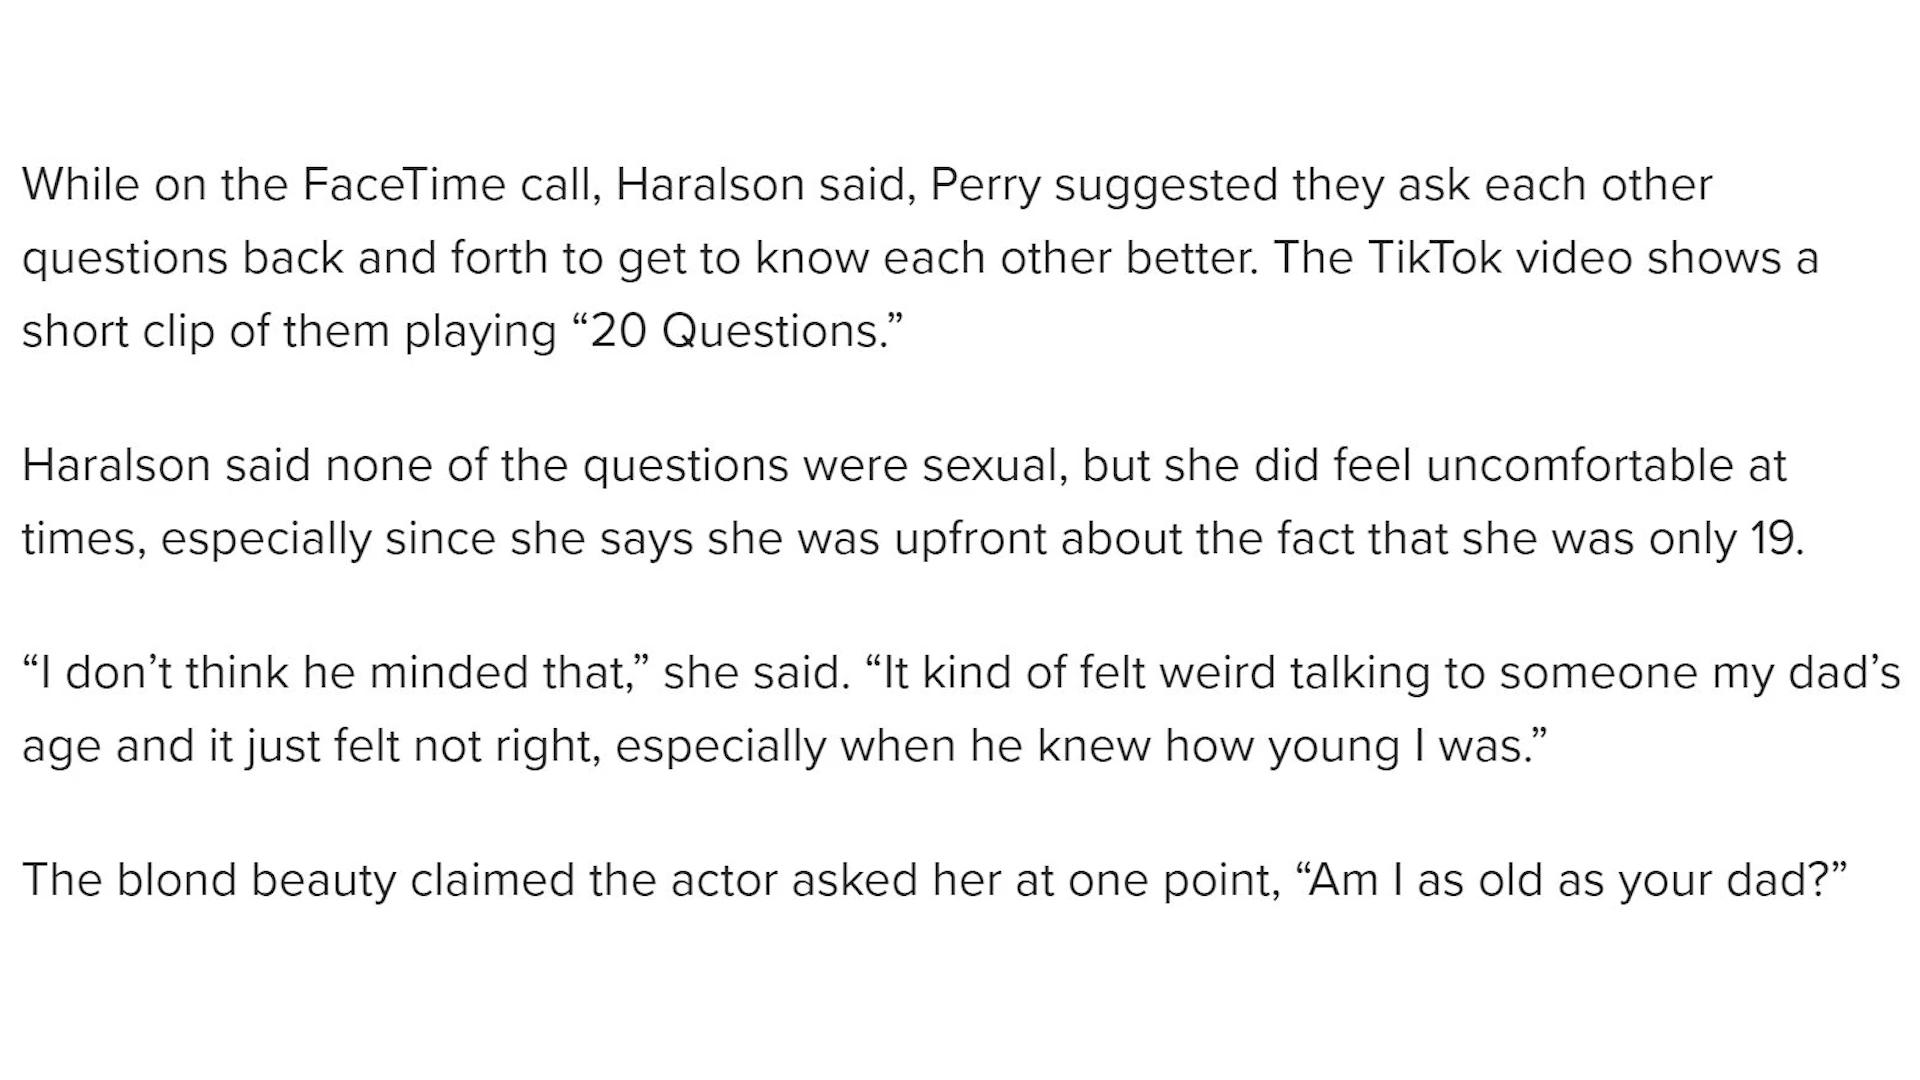 While on the FaceTime call, Haralson said, Perry suggested they ask each other
questions back and forth to get to know each other better. The TikTok video shows a
short clip of them playing “20 Questions.”
Haralson said none of the questions were sexual, but she did feel uncomfortable at
times, especially since she says she was upfront about the fact that she was only 19.
“I don’t think he minded that,” she said. “It kind of felt weird talking to someone my dad’s
age and it just felt not right, especially when he knew how young I was.”
The blond beauty claimed the actor asked her at one point, “Am I as old as your dad?”